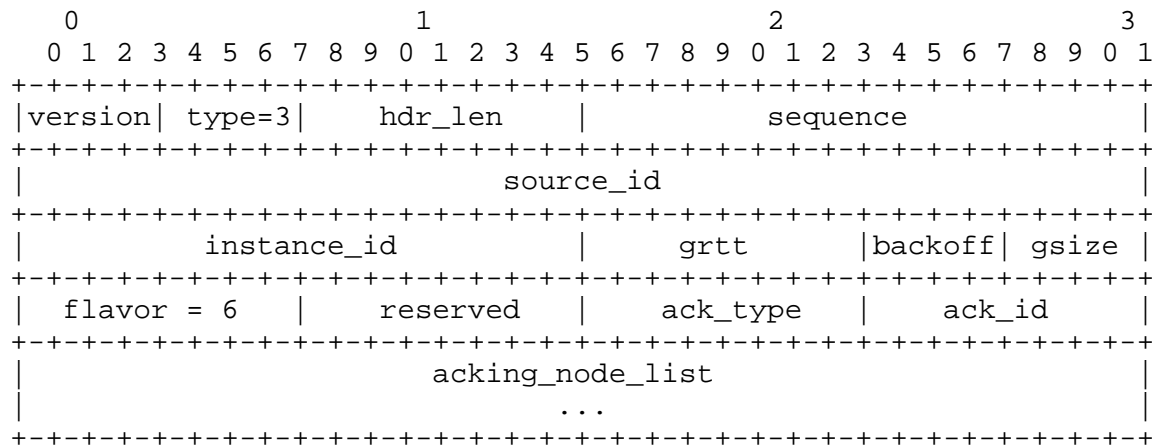 0                   1                   2                   3
   0 1 2 3 4 5 6 7 8 9 0 1 2 3 4 5 6 7 8 9 0 1 2 3 4 5 6 7 8 9 0 1
 +-+-+-+-+-+-+-+-+-+-+-+-+-+-+-+-+-+-+-+-+-+-+-+-+-+-+-+-+-+-+-+-+
 |version| type=3|    hdr_len    |          sequence             |
 +-+-+-+-+-+-+-+-+-+-+-+-+-+-+-+-+-+-+-+-+-+-+-+-+-+-+-+-+-+-+-+-+
 |                           source_id                           |
 +-+-+-+-+-+-+-+-+-+-+-+-+-+-+-+-+-+-+-+-+-+-+-+-+-+-+-+-+-+-+-+-+
 |          instance_id          |     grtt      |backoff| gsize |
 +-+-+-+-+-+-+-+-+-+-+-+-+-+-+-+-+-+-+-+-+-+-+-+-+-+-+-+-+-+-+-+-+
 |  flavor = 6   |    reserved   |    ack_type   |    ack_id     |
 +-+-+-+-+-+-+-+-+-+-+-+-+-+-+-+-+-+-+-+-+-+-+-+-+-+-+-+-+-+-+-+-+
 |                       acking_node_list                        |
 |                              ...                              |
 +-+-+-+-+-+-+-+-+-+-+-+-+-+-+-+-+-+-+-+-+-+-+-+-+-+-+-+-+-+-+-+-+